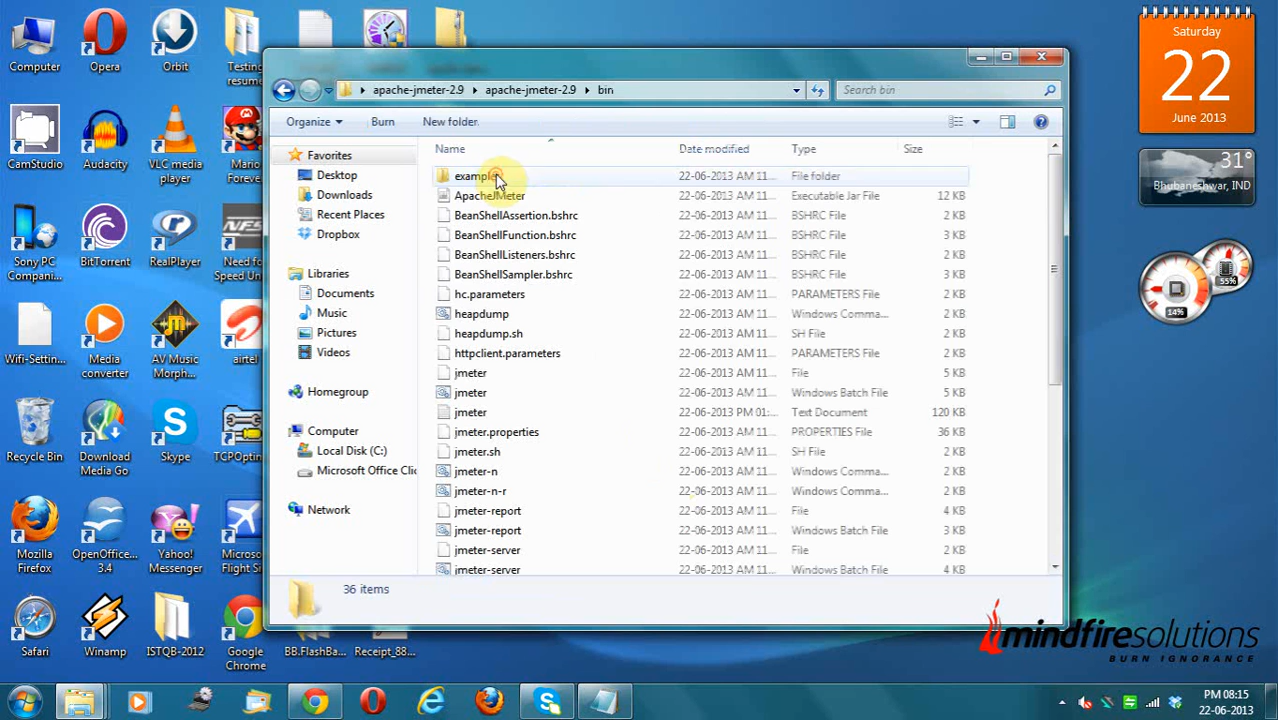 Computer
Opera
Orbit
Testing
resume
CamStudio
Audacity
VLC media
player
Mario
Forever
Sony PC
Compani...
BitTorrent
RealPlayer
Need for
Speed Un
Wifi-Settin...
Media
converter
AV Music
Morph...
airtel
Recycle Bin
Download
Media Go
Skype
TCPOptim
Mozilla
Firefox
OpenOffice...
3.4
Yahoo!
Messenger
Microso
Flight Si
Safari
Winamp
ISTQB-2012
Google
Chrome
BB.FlashBa...
Receipt_88...
apache-jmeter-2.9
apache-jmeter-2.9
bin
Search bin
Organize
Burn
New folder
Favorites
Desktop
Downloads
Recent Places
Dropbox
Libraries
Documents
Music
Pictures
Videos
Homegroup
Computer
Local Disk (C:)
Microsoft Office Clic
Network
Name Date modified Type Size
examples 22-06-2013 AM 11... File folder
ApacheJMeter 22-06-2013 AM 11... Executable Jar File 12 KB
BeanShellAssertion.bshrc 22-06-2013 AM 11... BSHRC File 2 KB
BeanShellFunction.bshrc 22-06-2013 AM 11... BSHRC File 3 KB
BeanShellListeners.bshrc 22-06-2013 AM 11... BSHRC File 2 KB
BeanShellSampler.bshrc 22-06-2013 AM 11... BSHRC File 3 KB
hc.parameters 22-06-2013 AM 11... PARAMETERS File 2 KB
heapdump 22-06-2013 AM 11... Windows Comma... 2 KB
heapdump.sh 22-06-2013 AM 11... SH File 2 KB
httpclient.parameters 22-06-2013 AM 11... PARAMETERS File 2 KB
jmeter 22-06-2013 AM 11... File 5 KB
jmeter 22-06-2013 AM 11... Windows Batch File 5 KB
jmeter 22-06-2013 PM 01:... Text Document 120 KB
jmeter.properties 22-06-2013 AM 11... PROPERTIES File 36 KB
jmeter.sh 22-06-2013 AM 11... SH File 2 KB
jmeter-n 22-06-2013 AM 11... Windows Comma... 2 KB
jmeter-n-r 22-06-2013 AM 11... Windows Comma... 2 KB
jmeter-report 22-06-2013 AM 11... File 4 KB
jmeter-report 22-06-2013 AM 11... Windows Batch File 3 KB
jmeter-server 22-06-2013 AM 11... File 2 KB
jmeter-server 22-06-2013 AM 11... Windows Batch File 3 KB
36 items
Saturday
22
June 2013
31°
Bhubaneshwar, IND
55%
14%
mindfiresolutions
BURN IGNORANCE
PM 08:15
22-06-2013